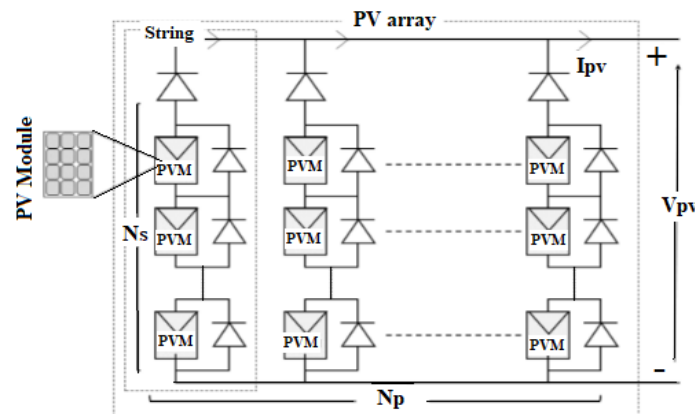 PV array
String
Ipv
+
PV Module
PVM
PVM
PVM
Ns
PVM
PVM
PVM
Vpv
PVM
PVM
PVM
-
Np